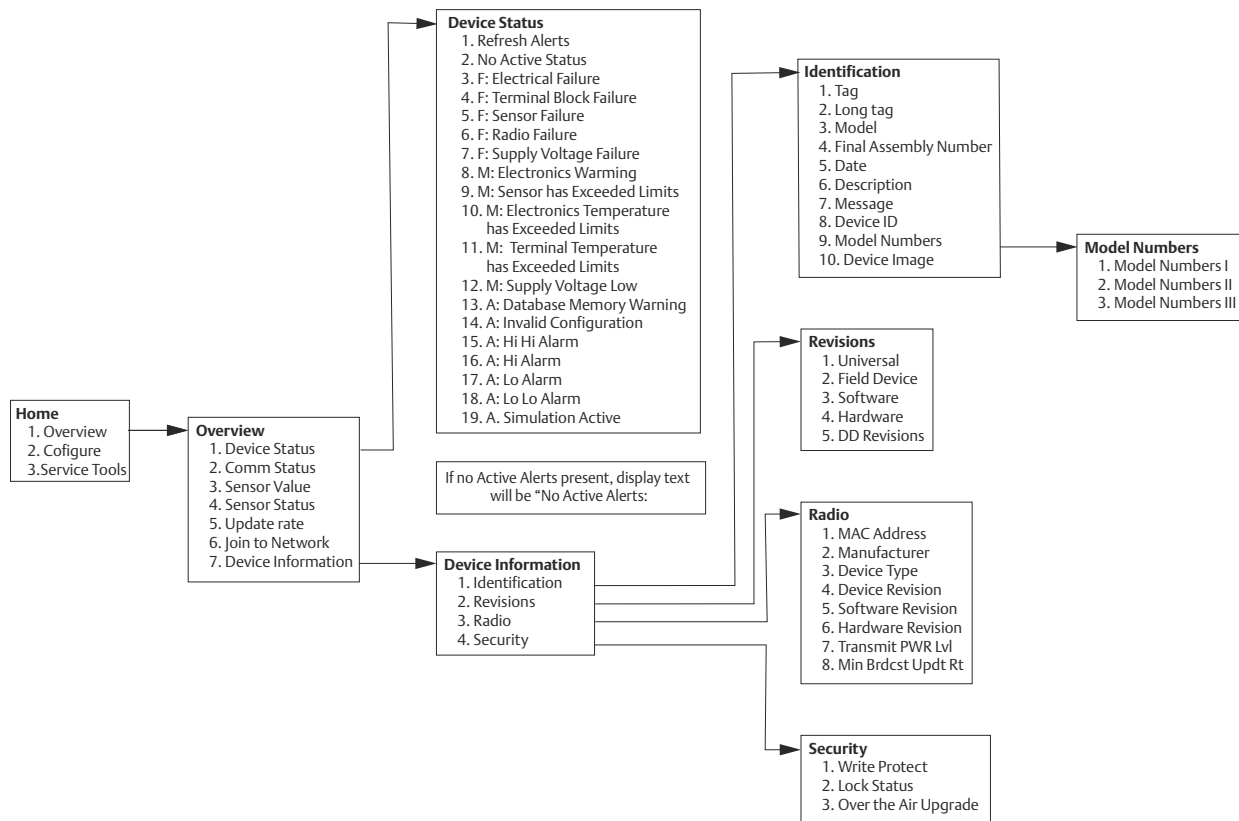 Home
1. Overview
2. Cofigure
3.Service Tools
Overview
1. Device Status
2. Comm Status
3. Sensor Value
4. Sensor Status
5. Update rate
6. Join to Network
7. Device Information
Device Status
1. Refresh Alerts
2. No Active Status
3. F: Electrical Failure
4. F: Terminal Block Failure
5. F: Sensor Failure
6. F: Radio Failure
7. F: Supply Voltage Failure
8. M: Electronics Warming
9. M: Sensor has Exceeded Limits
10. M: Electronics Temperature
has Exceeded Limits
11. M: Terminal Temperature
has Exceeded Limits
12. M: Supply Voltage Low
13. A: Database Memory Warning
14. A: Invalid Configuration
15. A: Hi Hi Alarm
16. A: Hi Alarm
17. A: Lo Alarm
18. A: Lo Lo Alarm
19. A. Simulation Active
If no Active Alerts present, display text
will be “No Active Alerts:
Device Information
1. Identification
2. Revisions
3. Radio
4. Security
Identification
1. Tag
2. Long tag
3. Model
4. Final Assembly Number
5. Date
6. Description
7. Message
8. Device ID
9. Model Numbers
10. Device Image
Model Numbers
1. Model Numbers I
2. Model Numbers II
3. Model Numbers III
Revisions
1. Universal
2. Field Device
3. Software
4. Hardware
5. DD Revisions
Radio
1. MAC Address
2. Manufacturer
3. Device Type
4. Device Revision
5. Software Revision
6. Hardware Revision
7. Transmit PWR Lvl
8. Min Brdcst Updt Rt
Security
1. Write Protect
2. Lock Status
3. Over the Air Upgrade